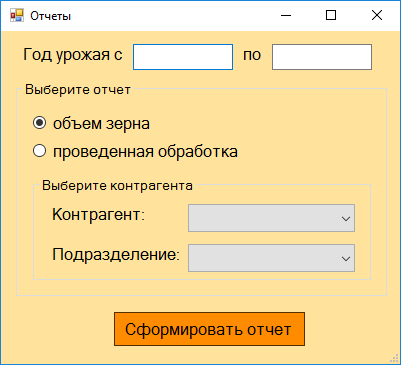 Отчеты
Год урожая с по
Выберите отчет
объем зерна
проведенная обработка
Выберите контрагента
Контрагент:
Подразделение:
Сформировать отчет